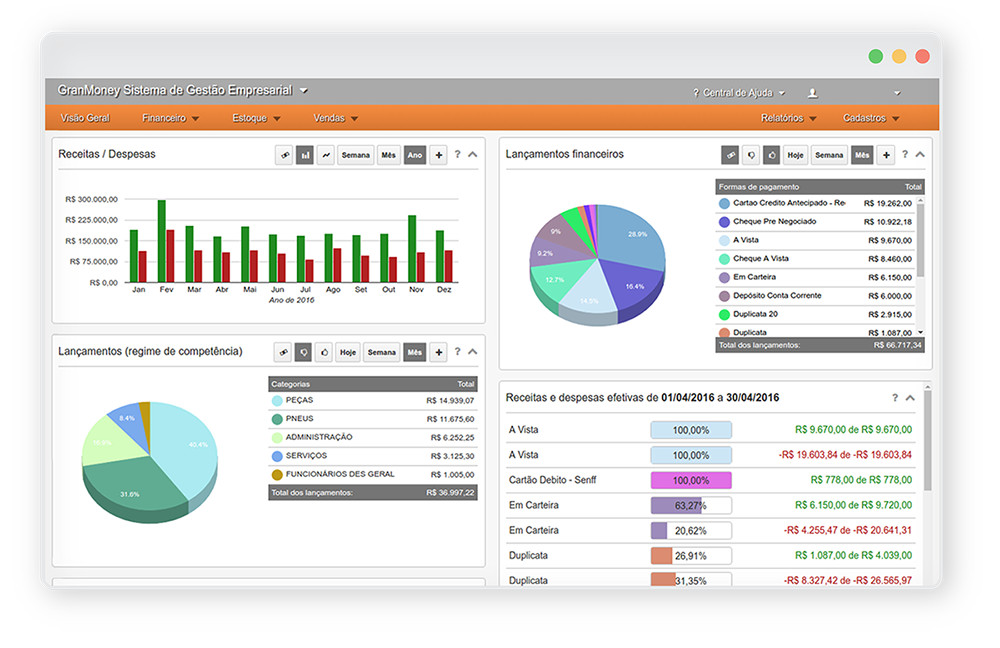 GranMoney Sistema de Gestão Empresarial
? Central de Ajuda
Visão Geral Financeiro Estoque Vendas Relatórios Cadastros
Receitas / Despesas
Semana Mês Ano + ?
R$ 300.000,00
R$ 225.000,00
R$ 150.000,00
R$ 75.000,00
R$ 0,00
Jan Fev Mar Abr Mai Jun Jul Ago Set Out Nov Dez
Ano de 2016
Lançamentos financeiros
Hoje Semana Mês + ?
28.9%
16.4%
14.5%
12.7%
9.2%
9%
Formas de pagamento Total
Cartao Credito Antecipado - Re R$ 19.262,00
Cheque Pre Negociado R$ 10.922,18
A Vista R$ 9.670,00
Cheque A Vista R$ 8.460,00
Em Carteira R$ 6.150,00
Depósito Conta Corrente R$ 6.000,00
Duplicata 20 R$ 2.915,00
Duplicata R$ 1.087,00
Total dos lançamentos: R$ 66.717,34
Lançamentos (regime de competência)
Hoje Semana Mês + ?
40.4%
31.6%
8.4%
Categorias Total
PEÇAS R$ 14.939,07
PNEUS R$ 11.675,60
ADMINISTRAÇÃO R$ 6.252,25
SERVIÇOS R$ 3.125,30
FUNCIONÁRIOS DES GERAL R$ 1.005,00
Total dos lançamentos: R$ 36.997,22
Receitas e despesas efetivas de 01/04/2016 a 30/04/2016 ?
A Vista 100,00% R$ 9.670,00 de R$ 9.670,00
A Vista 100,00% -R$ 19.603,84 de -R$ 19.603,84
Cartão Debito - Senff 100,00% R$ 778,00 de R$ 778,00
Em Carteira 63,27% R$ 6.150,00 de R$ 9.720,00
Em Carteira 20,62% -R$ 4.255,47 de -R$ 20.641,31
Duplicata 26,91% R$ 1.087,00 de R$ 4.039,00
Duplicata 31,35% -R$ 8.327,42 de -R$ 26.565,97